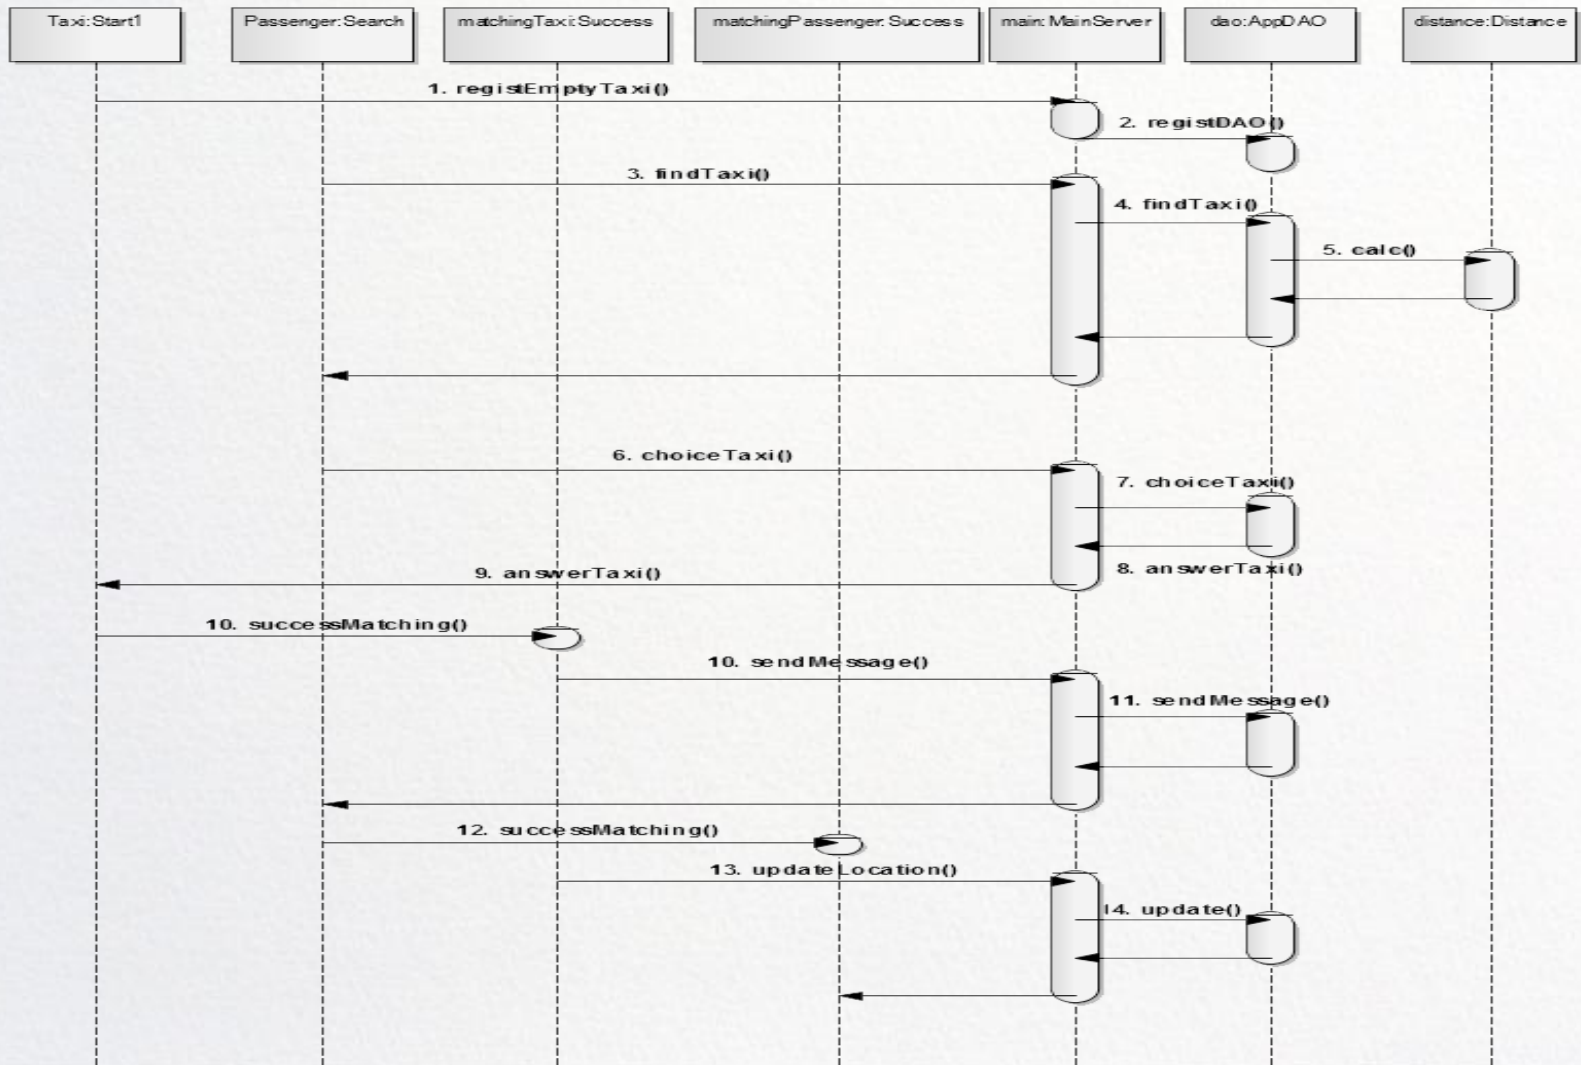 Taxi:Start1
Passenger:Search
matchingTaxi:Success
matchingPassenger:Success
main:MainServer
dao:AppDAO
distance:Distance
1. registEmptyTaxi()
2. registDAO()
3. findTaxi()
4. findTaxi()
5. calc()
6. choiceTaxi()
7. choiceTaxi()
8. answerTaxi()
9. answerTaxi()
10. successMatching()
10. sendMessage()
11. sendMessage()
12. successMatching()
13. updateLocation()
14. update()